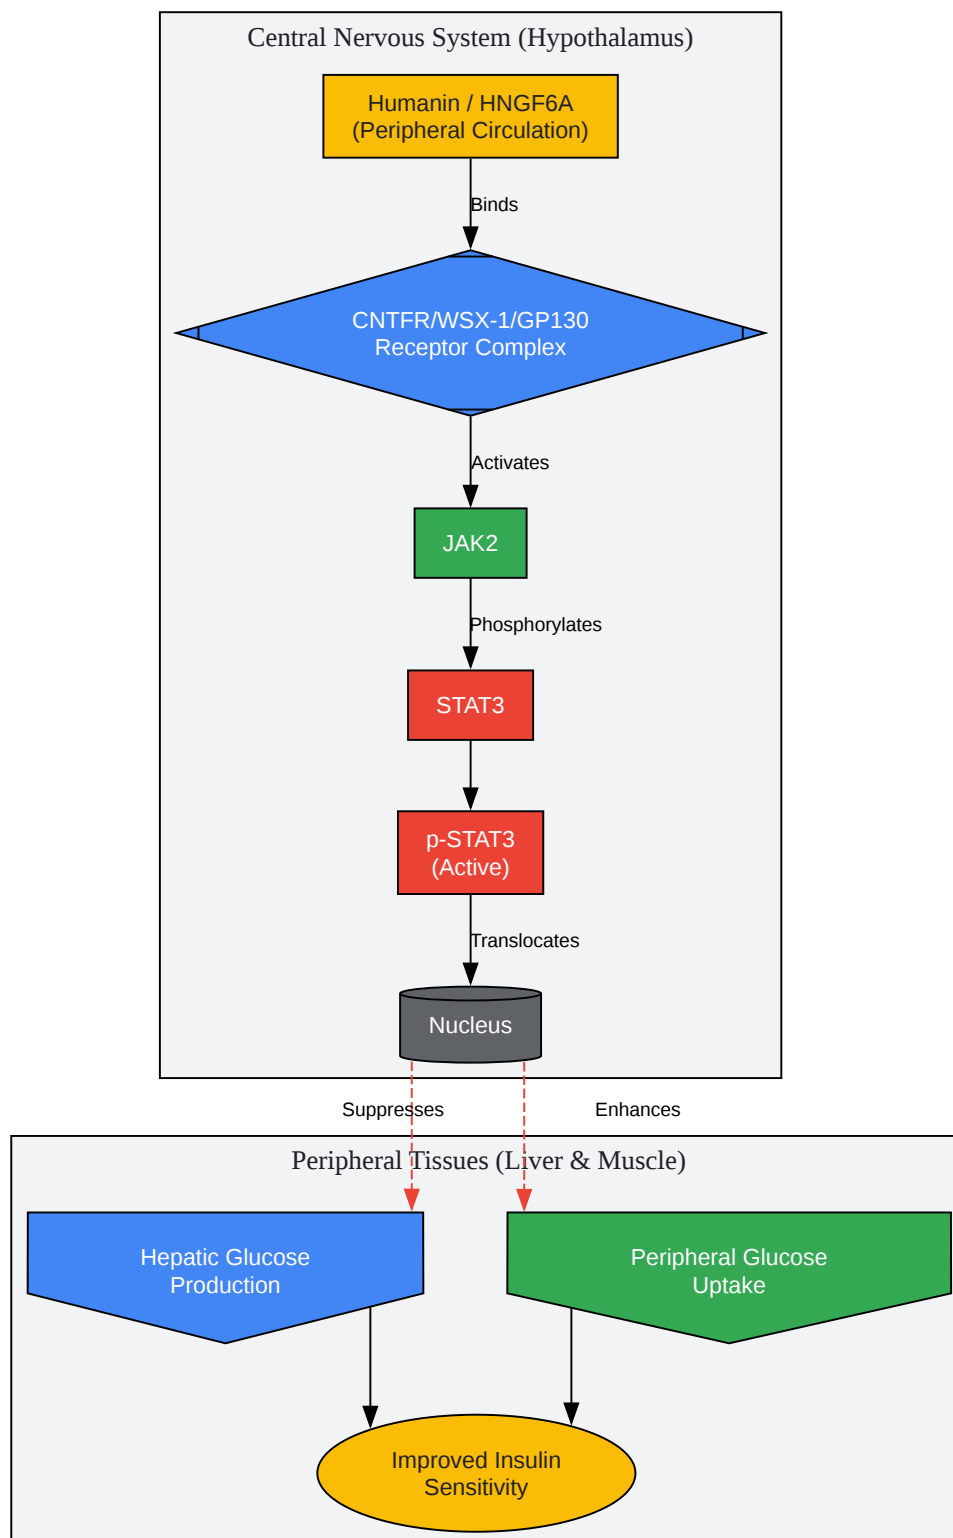 Central Nervous System (Hypothalamus)
Humanin / HNGF6A
(Peripheral Circulation)
Binds
CNTFR/WSX-1/GP130
Receptor Complex
Activates
JAK2
Phosphorylates
STAT3
p-STAT3
(Active)
Translocates
Nucleus
Suppresses
Enhances
Peripheral Tissues (Liver & Muscle)
Hepatic Glucose
Production
Peripheral Glucose
Uptake
Improved Insulin
Sensitivity